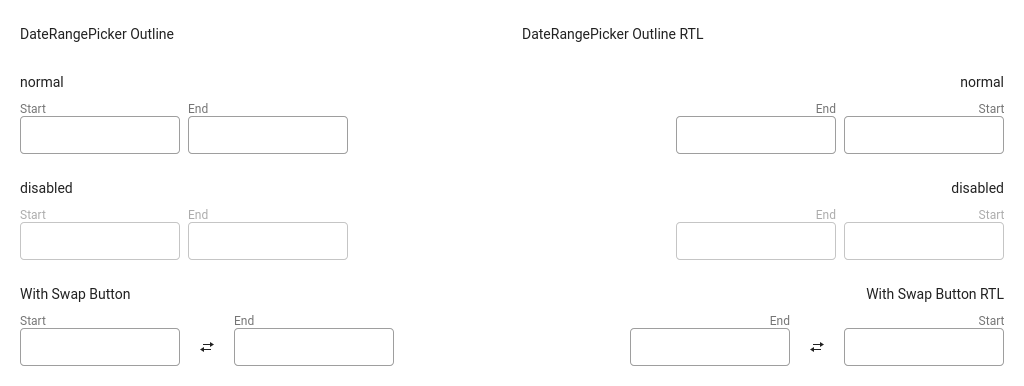 DateRangePicker Outline
normal
Start End
disabled
Start End
With Swap Button
Start End
DateRangePicker Outline RTL
normal
End Start
disabled
End Start
With Swap Button RTL
End Start